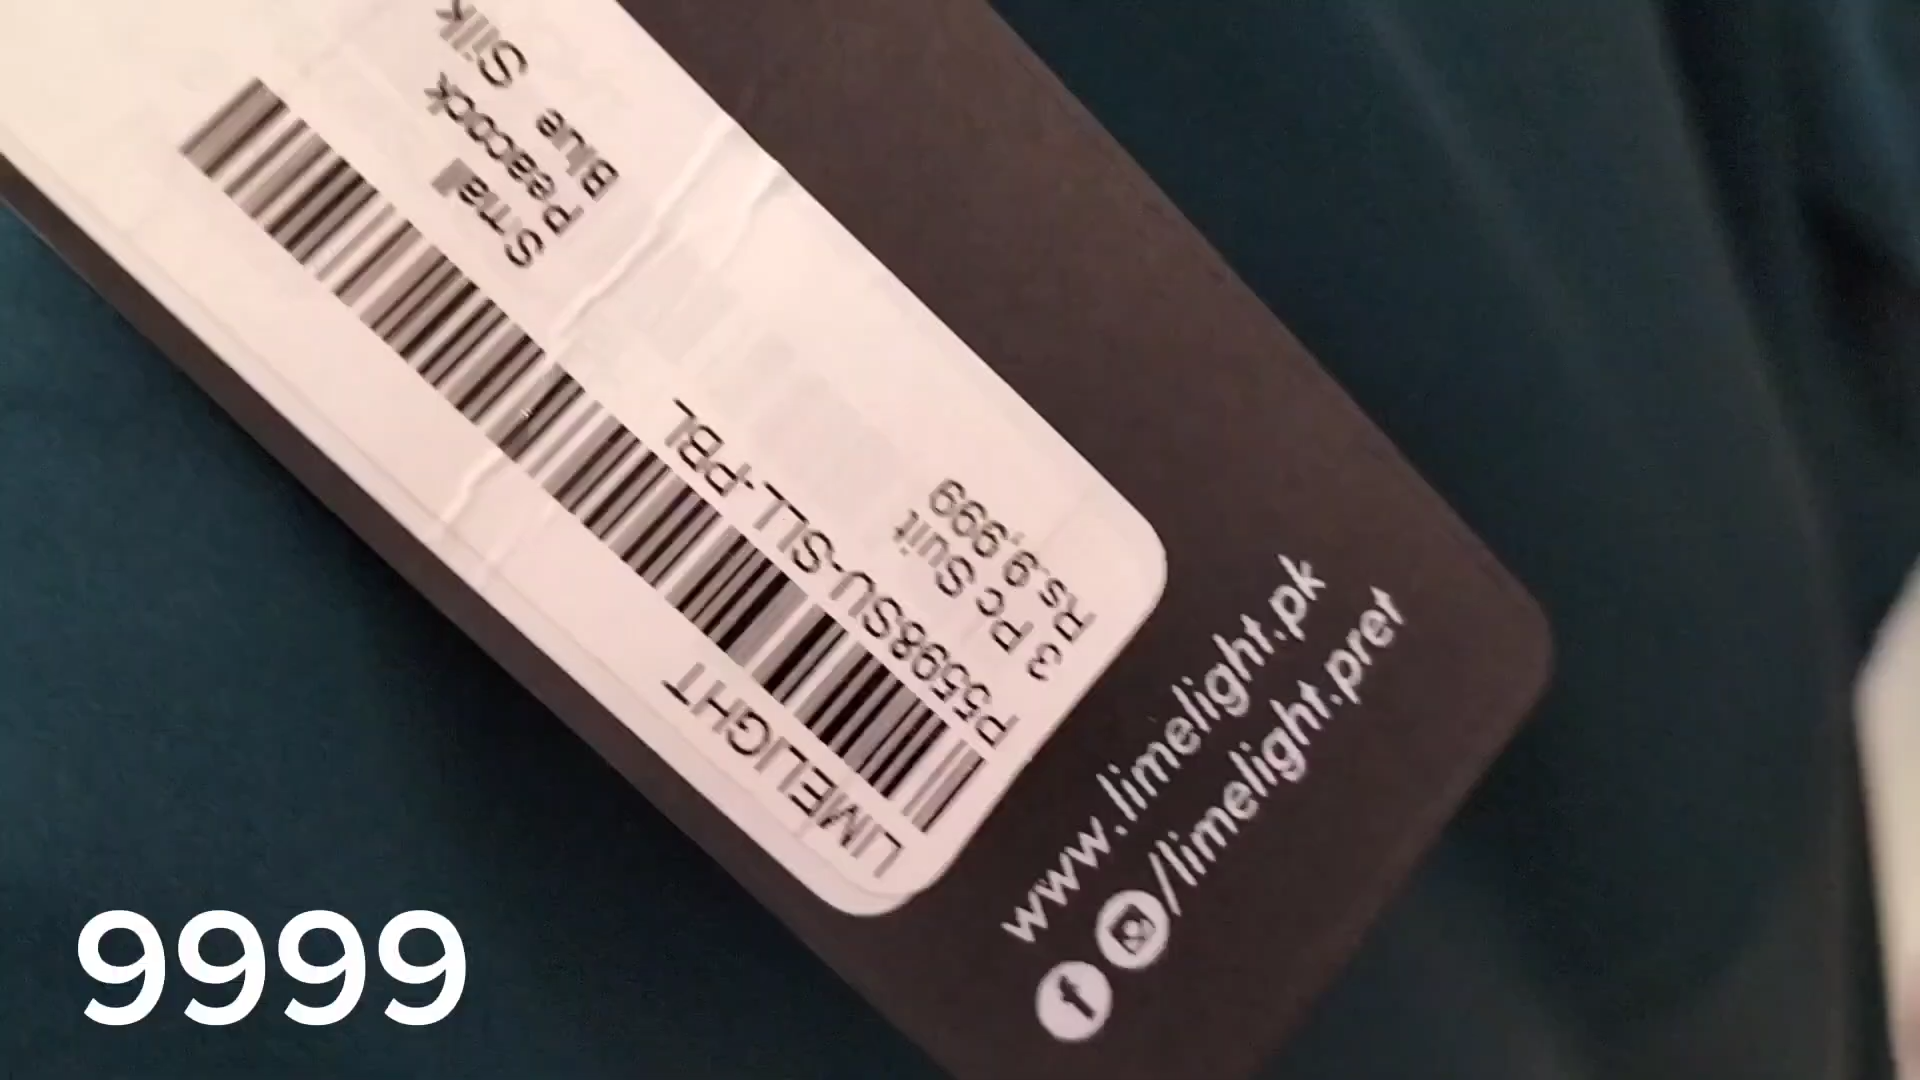 LIMELIGHT
P5598SU-SLL-PBL
3 Pc Suit
Rs.9,999
Small
Peacock
Blue Silk
www.limelight.pk
/limelight.pret
9999